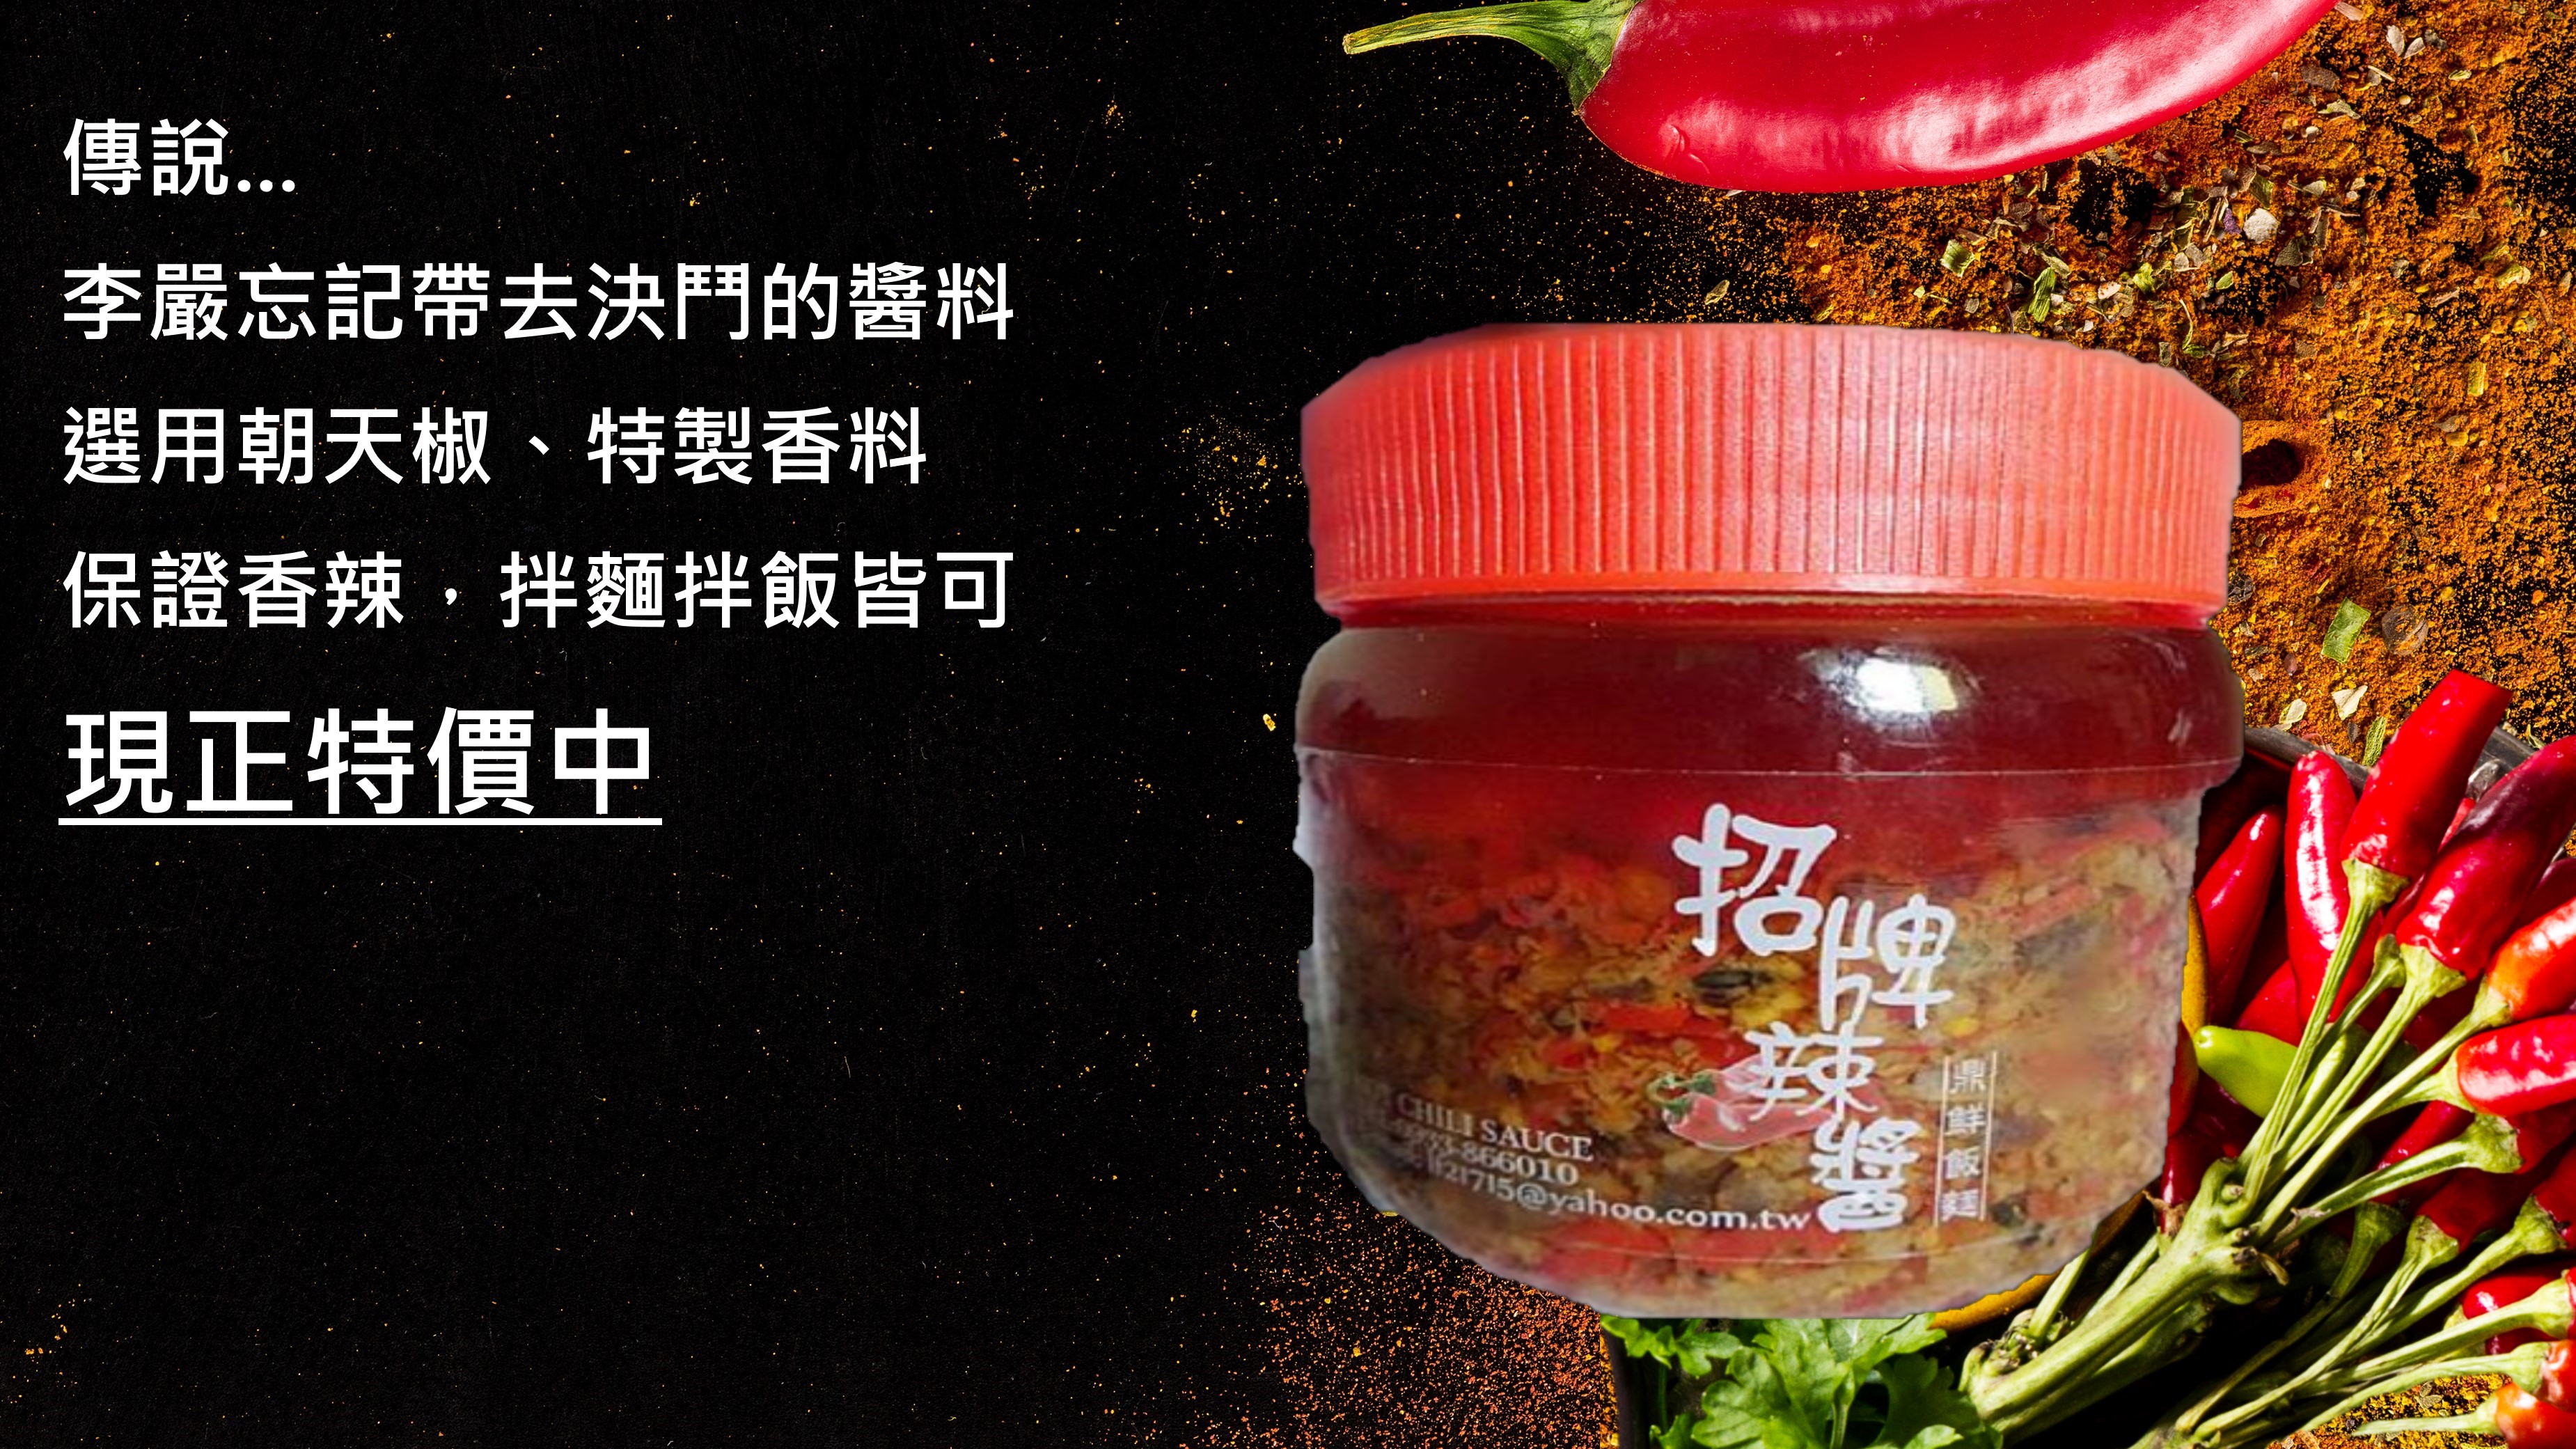 傳說...
李嚴忘記帶去決鬥的醬料
選用朝天椒、特製香料
保證香辣，拌麵拌飯皆可
現正特價中
招牌辣醬
鼎鮮飯麵
CHILI SAUCE
866010
21715@yahoo.com.tw